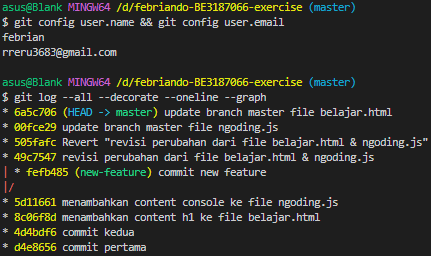 asus@Blank MINGW64 /d/febriando-BE3187066-exercise (master)
$ git config user.name && git config user.email
febrian
rreru3683@gmail.com

asus@Blank MINGW64 /d/febriando-BE3187066-exercise (master)
$ git log --all --decorate --oneline --graph
* 6a5c706 (HEAD -> master) update branch master file belajar.html
* 00fce29 update branch master file ngoding.js
* 505fafc Revert "revisi perubahan dari file belajar.html & ngoding.js"
* 49c7547 revisi perubahan dari file belajar.html & ngoding.js
| * fefb485 (new-feature) commit new feature
|/
* 5d11661 menambahkan content console ke file ngoding.js
* 8c06f8d menambahkan content h1 ke file belajar.html
* 4d4bdf6 commit kedua
* d4e8656 commit pertama